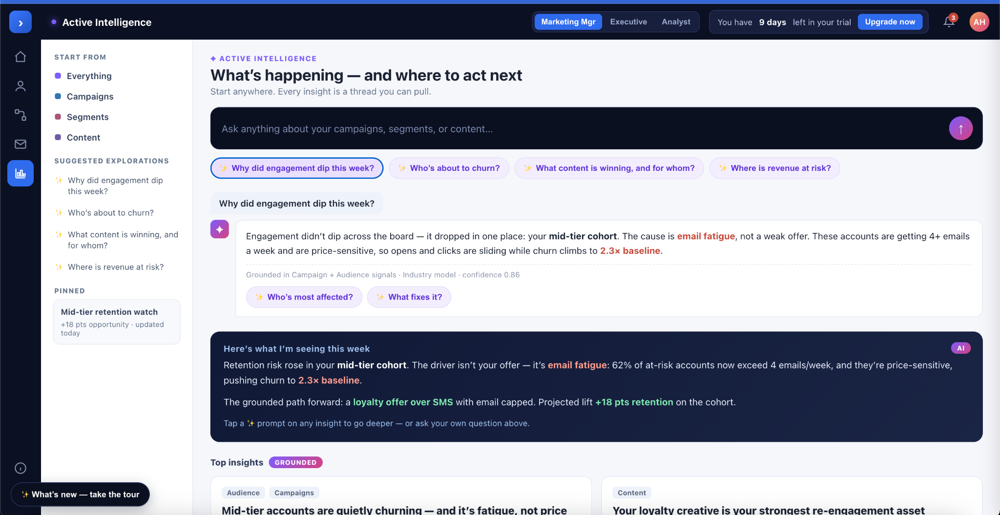 Active Intelligence
Marketing Mgr
Executive
Analyst
You have 9 days left in your trial
Upgrade now
3
AH
START FROM
Everything
Campaigns
Segments
Content
SUGGESTED EXPLORATIONS
✨ Why did engagement dip
this week?
✨ Who’s about to churn?
✨ What content is winning, and
for whom?
✨ Where is revenue at risk?
PINNED
Mid-tier retention watch
+18 pts opportunity · updated
today
✨ What’s new — take the tour
✦ ACTIVE INTELLIGENCE
What’s happening — and where to act next
Start anywhere. Every insight is a thread you can pull.
Ask anything about your campaigns, segments, or content…
↑
✨ Why did engagement dip this week?
✨ Who’s about to churn?
✨ What content is winning, and for whom?
✨ Where is revenue at risk?
Why did engagement dip this week?
Engagement didn’t dip across the board — it dropped in one place: your mid-tier cohort. The cause is email fatigue, not a weak offer. These accounts are getting 4+ emails
a week and are price-sensitive, so opens and clicks are sliding while churn climbs to 2.3× baseline.
Grounded in Campaign + Audience signals · Industry model · confidence 0.86
✨ Who’s most affected?
✨ What fixes it?
Here’s what I’m seeing this week
AI
Retention risk rose in your mid-tier cohort. The driver isn’t your offer — it’s email fatigue: 62% of at-risk accounts now exceed 4 emails/week, and they’re price-sensitive,
pushing churn to 2.3× baseline.
The grounded path forward: a loyalty offer over SMS with email capped. Projected lift +18 pts retention on the cohort.
Tap a ✨ prompt on any insight to go deeper — or ask your own question above.
Top insights
GROUNDED
Audience
Campaigns
Mid-tier accounts are quietly churning — and it’s fatigue, not price
Content
Your loyalty creative is your strongest re-engagement asset